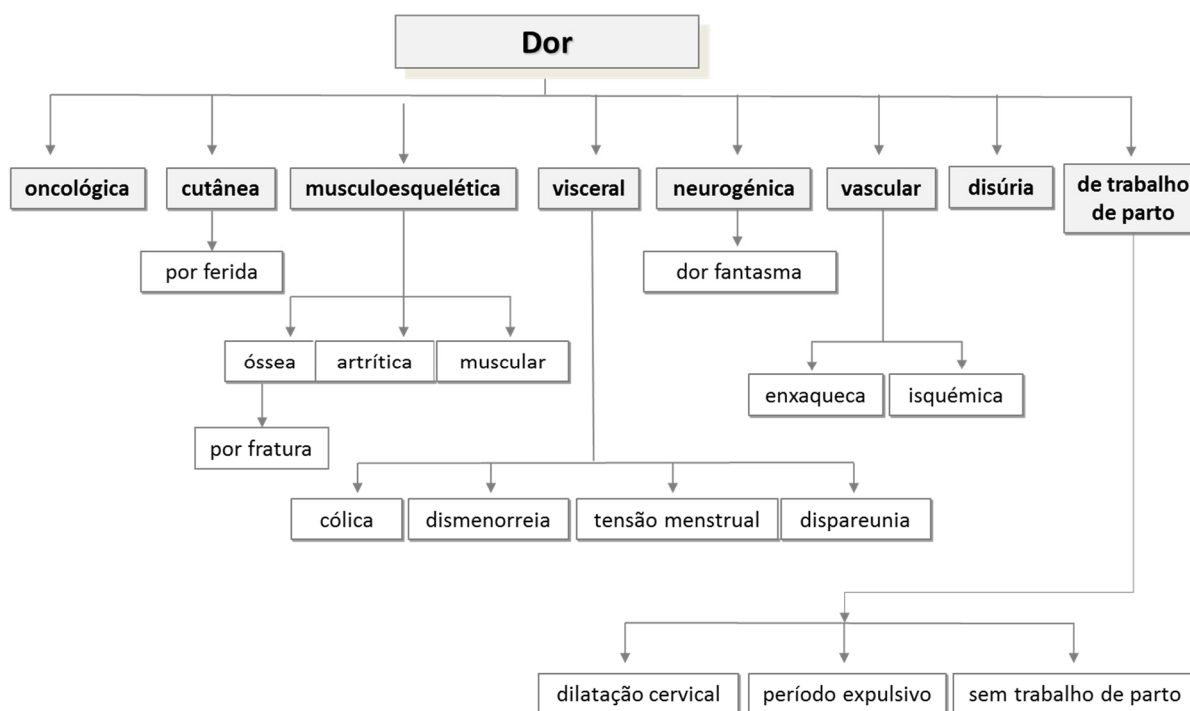 Dor
oncológica
cutânea
musculoesquelética
visceral
neurogénica
vascular
disúria
de trabalho
de parto
por ferida
dor fantasma
óssea
artrítica
muscular
enxaqueca
isquémica
por fratura
cólica
dismenorreia
tensão menstrual
dispareunia
dilatação cervical
período expulsivo
sem trabalho de parto